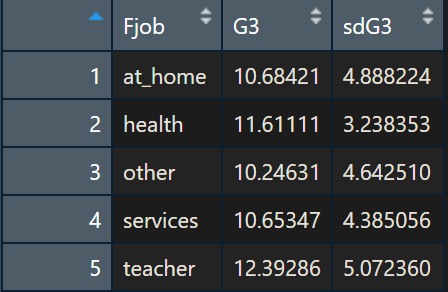 Fjob G3 sdG3
1 at_home 10.68421 4.888224
2 health 11.61111 3.238353
3 other 10.24631 4.642510
4 services 10.65347 4.385056
5 teacher 12.39286 5.072360